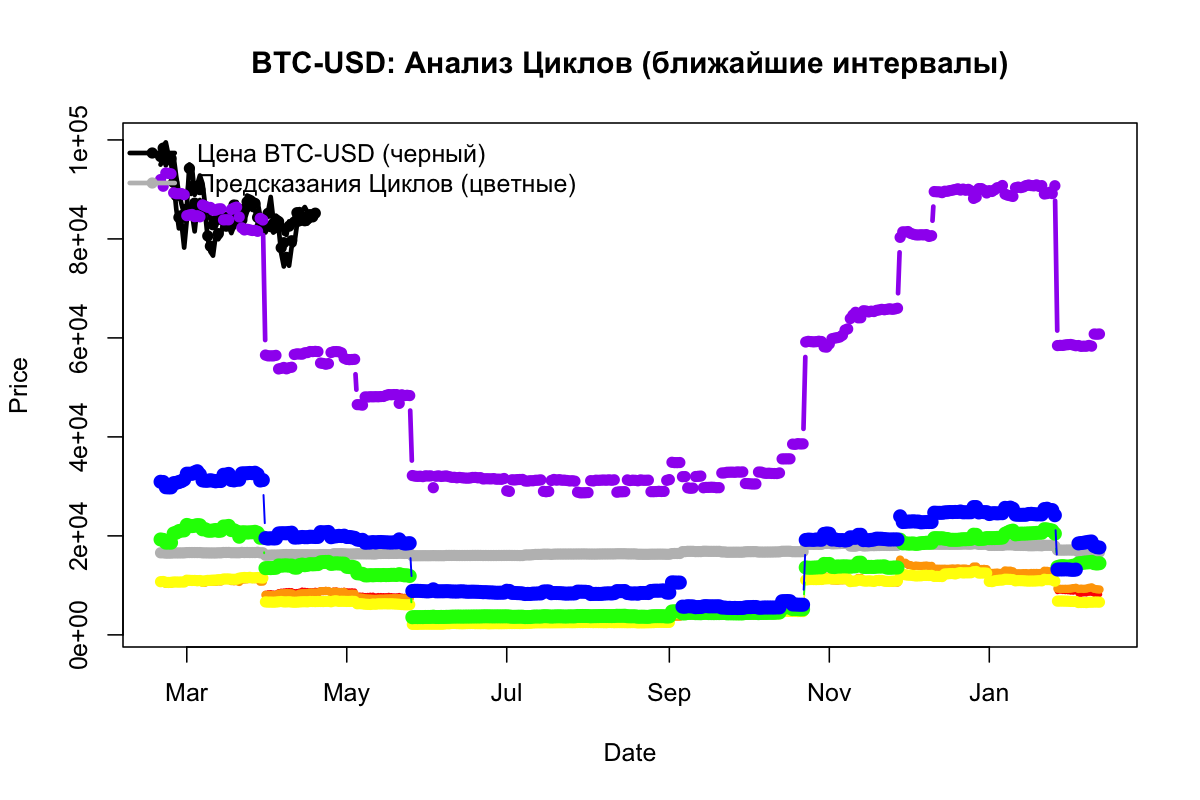 BTC-USD: Анализ Циклов (ближайшие интервалы)
1e+05
8e+04
6e+04
4e+04
2e+04
0e+00
Price
Цена BTC-USD (черный)
Предсказания Циклов (цветные)
Mar
May
Jul
Sep
Nov
Jan
Date